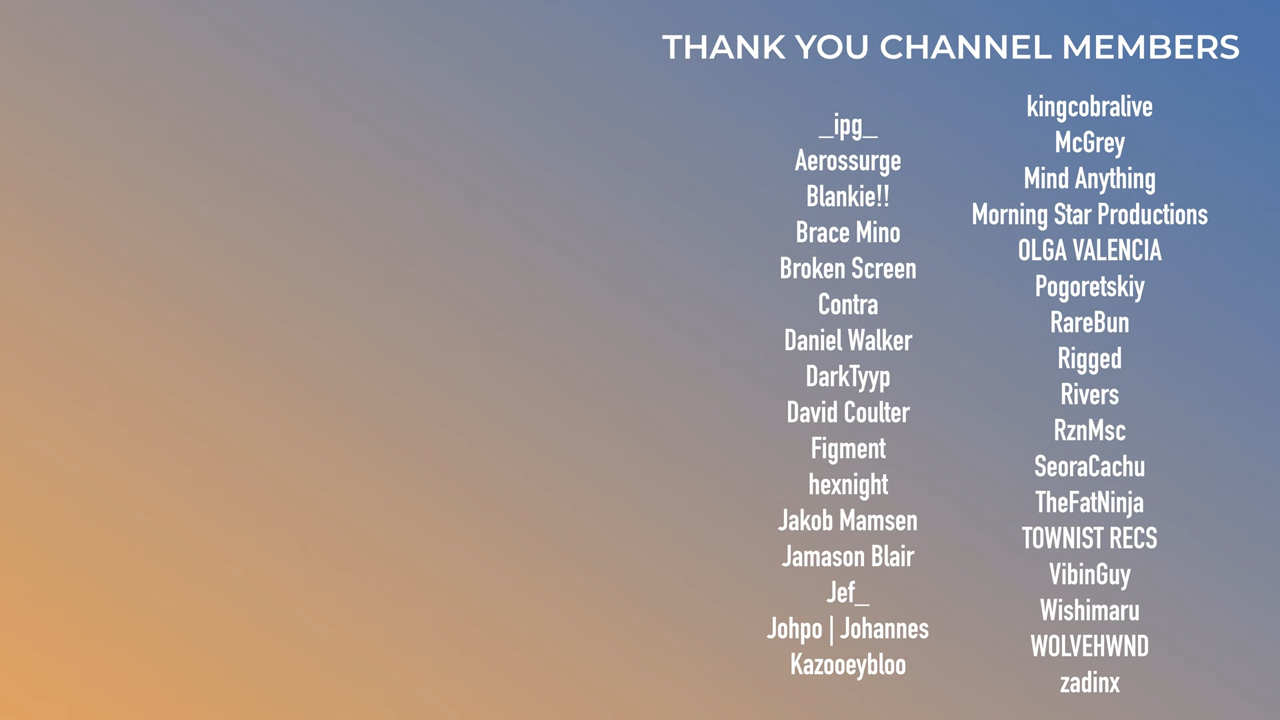 THANK YOU CHANNEL MEMBERS
_ipg_
Aerossurge
Blankie!!
Brace Mino
Broken Screen
Contra
Daniel Walker
DarkTyyp
David Coulter
Figment
hexnight
Jakob Mamsen
Jamason Blair
Jef_
Johpo | Johannes
Kazooeybloo
kingcobralive
McGrey
Mind Anything
Morning Star Productions
OLGA VALENCIA
Pogoretskiy
RareBun
Rigged
Rivers
RznMsc
SeoraCachu
TheFatNinja
TOWNIST RECS
VibinGuy
Wishimaru
WOLVEHWND
zadinx